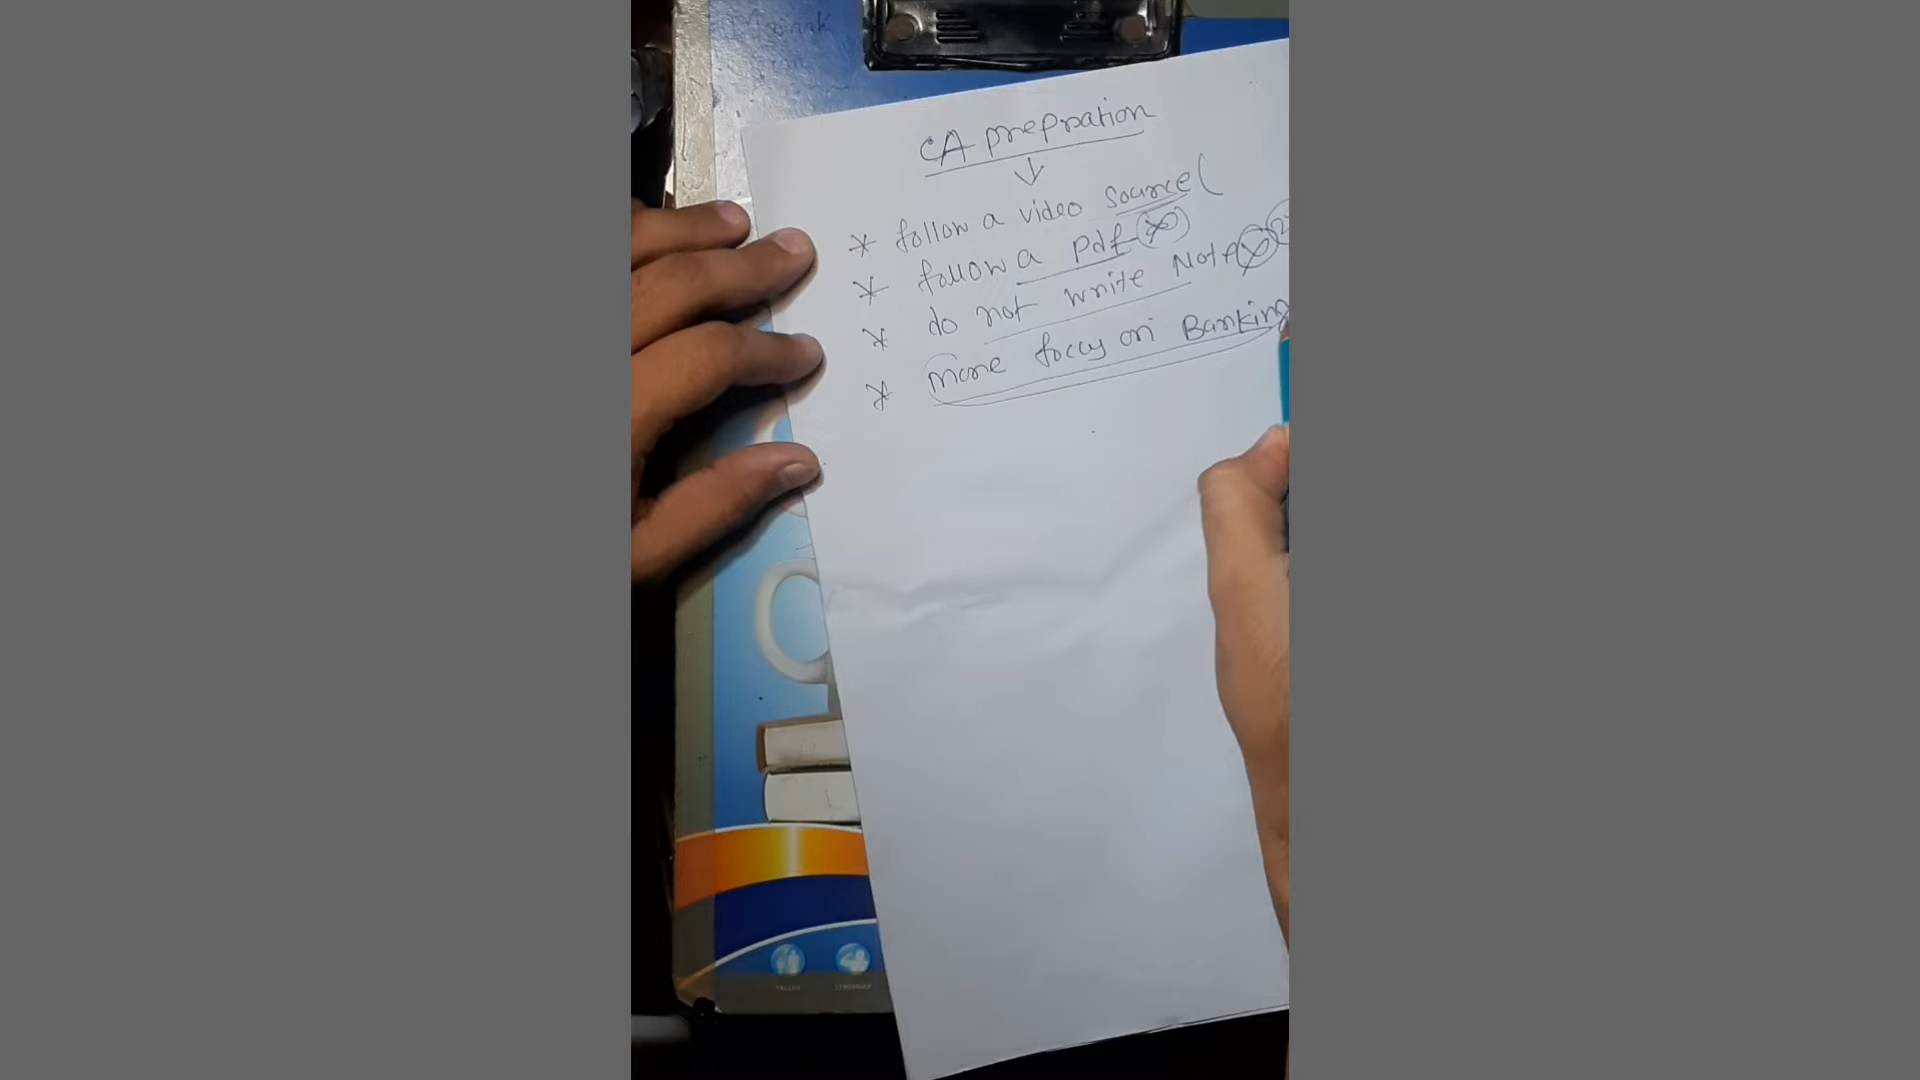 CA prepration
* follow a video source (
* follow a pdf
* do not write Note
* more focus on Banking